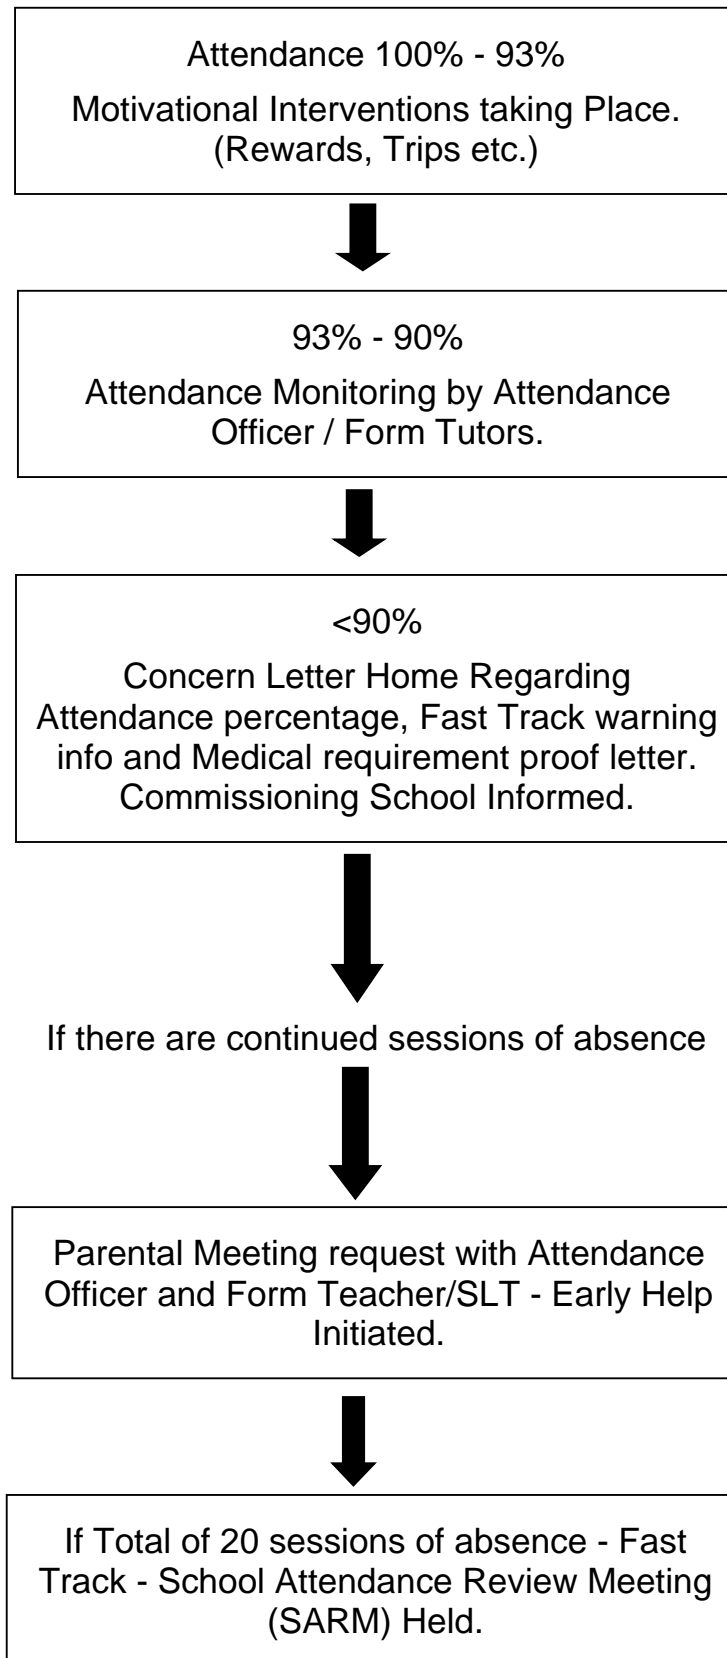 Attendance 100% - 93%
Motivational Interventions taking Place.
(Rewards, Trips etc.)
93% - 90%
Attendance Monitoring by Attendance
Officer / Form Tutors.
<90%
Concern Letter Home Regarding
Attendance percentage, Fast Track warning
info and Medical requirement proof letter.
Commissioning School Informed.
If there are continued sessions of absence
Parental Meeting request with Attendance
Officer and Form Teacher/SLT - Early Help
Initiated.
If Total of 20 sessions of absence - Fast
Track - School Attendance Review Meeting
(SARM) Held.